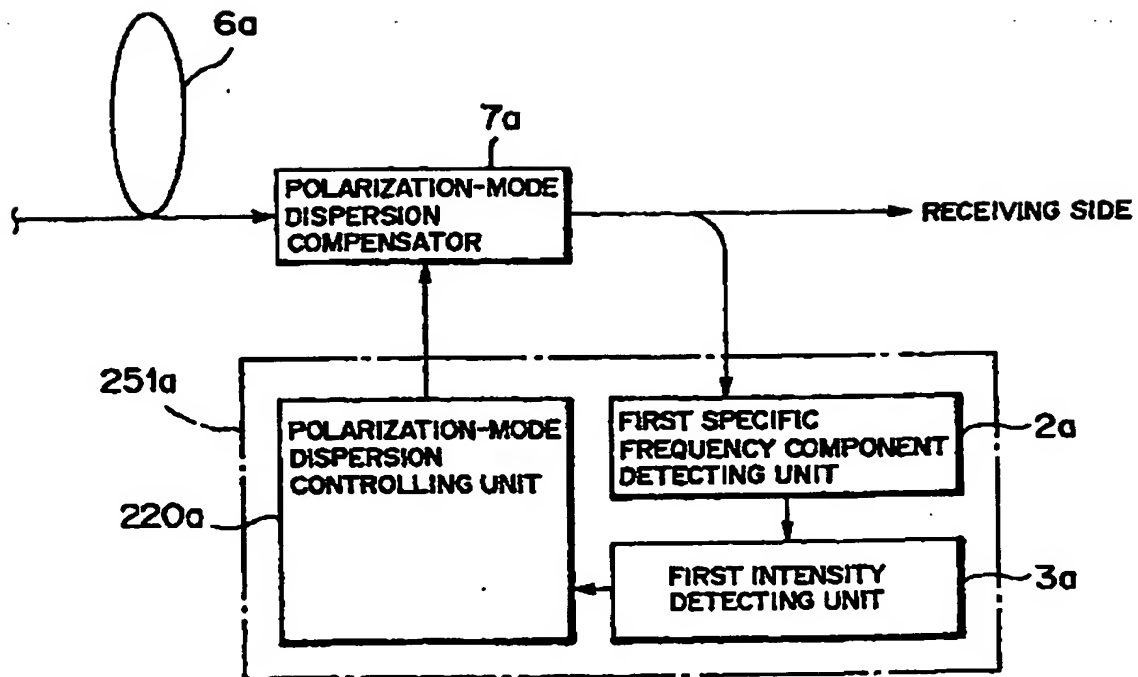 6a
7a
POLARIZATION-MODE
DISPERSION
COMPENSATOR
RECEIVING SIDE
251a
POLARIZATION-MODE
DISPERSION
CONTROLLING UNIT
220a
FIRST SPECIFIC
FREQUENCY COMPONENT
DETECTING UNIT
2a
FIRST INTENSITY
DETECTING UNIT
3a